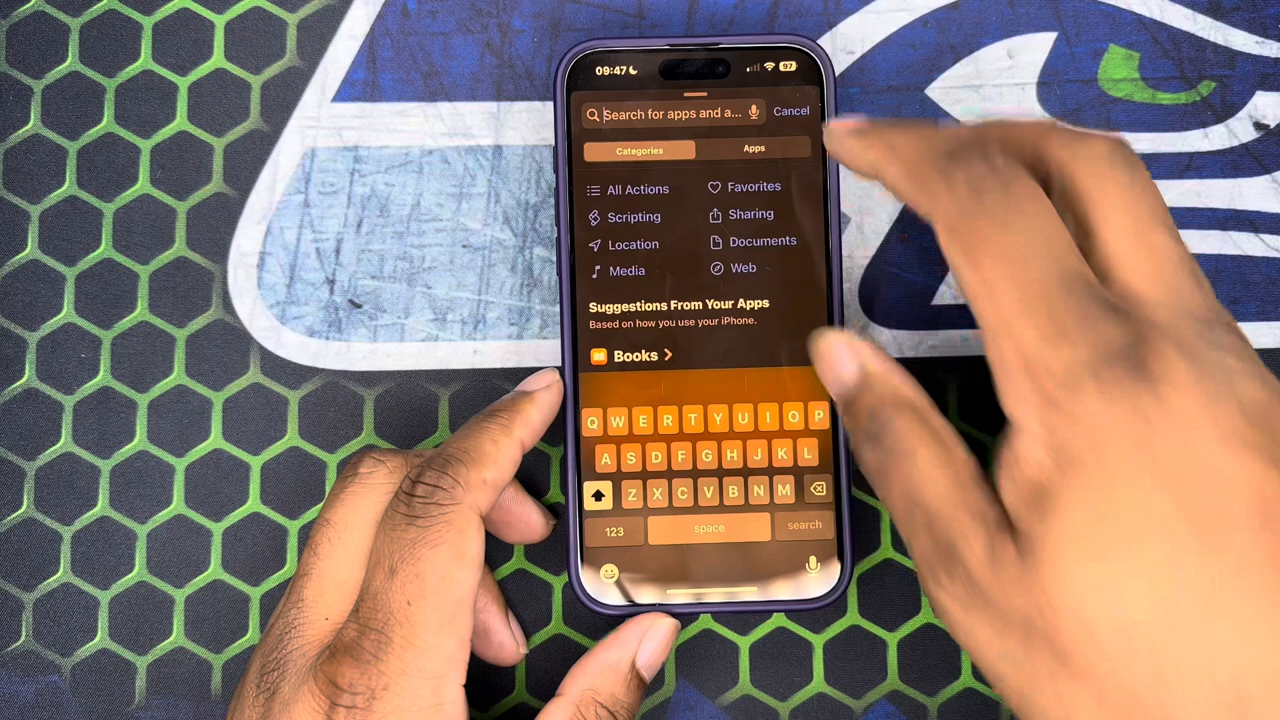 09:47
97
Search for apps and a...
Cancel
Categories
Apps
All Actions
Favorites
Scripting
Sharing
Location
Documents
Media
Web
Suggestions From Your Apps
Based on how you use your iPhone.
Books
Q W E R T Y U I O P
A S D F G H J K L
Z X C V B N M
123
space
search